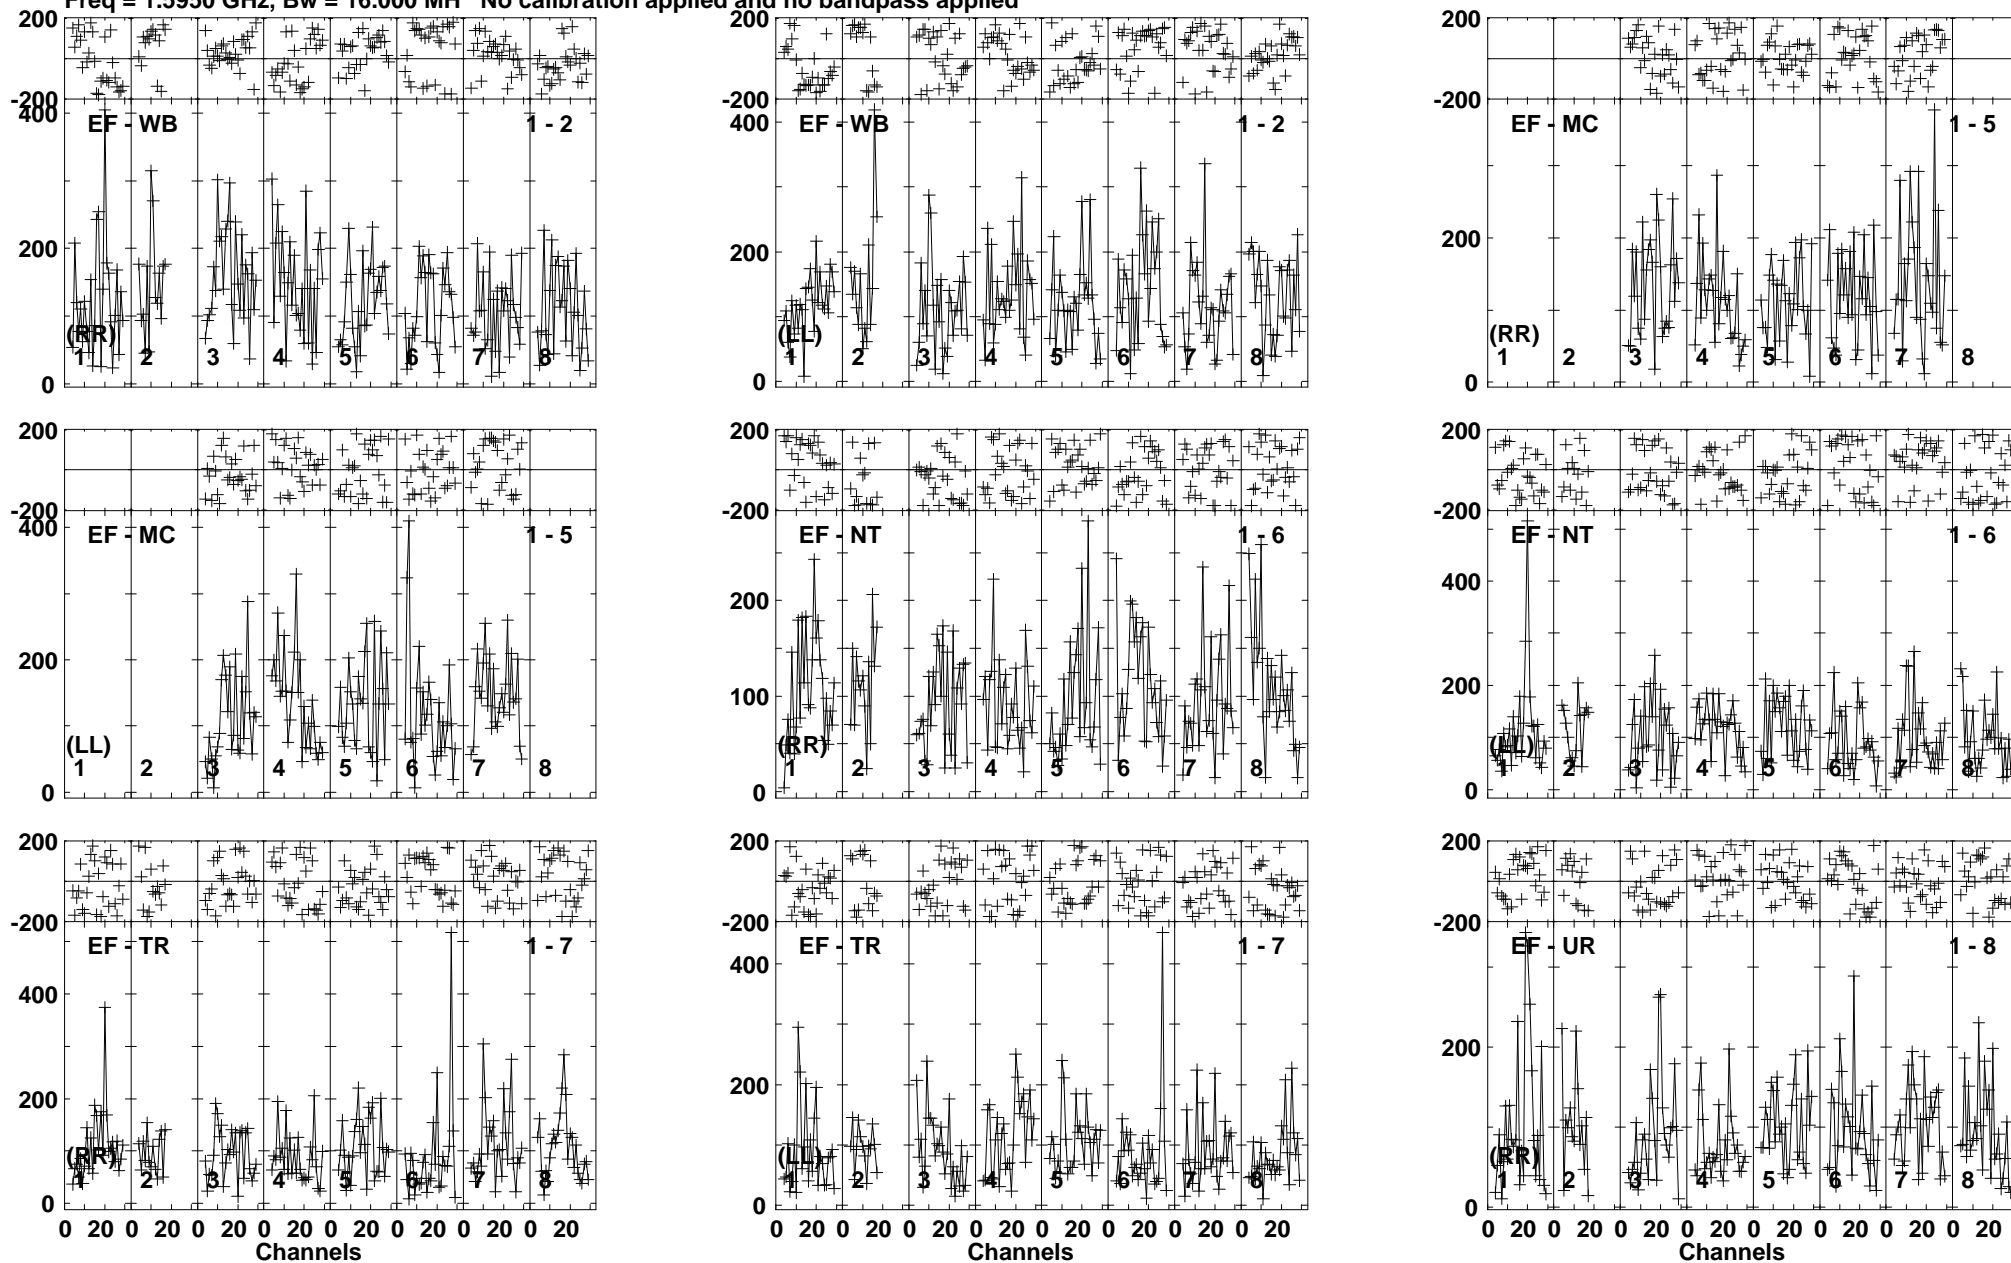 Freq = 1.5950 GHz, Bw = 16.000 MH No calibration applied and no bandpass applied
200 200 200
-200 -200 -200
400 EF - WB 1 - 2 400 EF - WB 1 - 2 EF - MC 1 - 5
200 200 200
(RR) (LL) (RR)
1 2 3 4 5 6 7 8 1 2 3 4 5 6 7 8 1 2 3 4 5 6 7 8
0 0 0
200 200 200
-200 -200 -200
400 EF - MC 1 - 5 EF - NT 1 - 6 EF - NT 1 - 6
400
200 200 200
100
(LL) (RR) (LL)
1 2 3 4 5 6 7 8 1 2 3 4 5 6 7 8 1 2 3 4 5 6 7 8
0 0 0
200 200 200
-200 -200 -200
EF - TR 1 - 7 EF - TR 1 - 7 EF - UR 1 - 8
400 400
200 200 200
(RR) (LL) (RR)
1 2 3 4 5 6 7 8 1 2 3 4 5 6 7 8 1 2 3 4 5 6 7 8
0 0 0
0 20 0 20 0 20 0 20 0 20 0 20 0 20 0 20 0 20 0 20 0 20 0 20 0 20 0 20 0 20 0 20 0 20 0 20 0 20 0 20 0 20 0 20 0 20 0 20
Channels Channels Channels